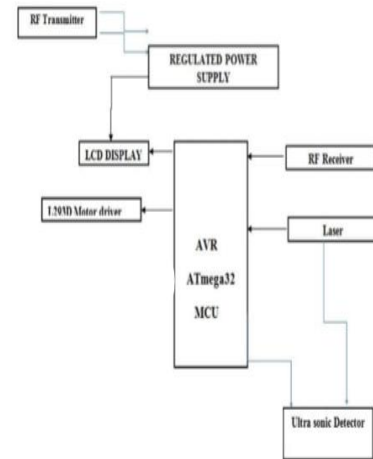 RF Transmitter
REGULATED POWER
SUPPLY
LCD DISPLAY
RF Receiver
L293D Motor driver
Laser
AVR
ATmega32
MCU
Ultra sonic Detector